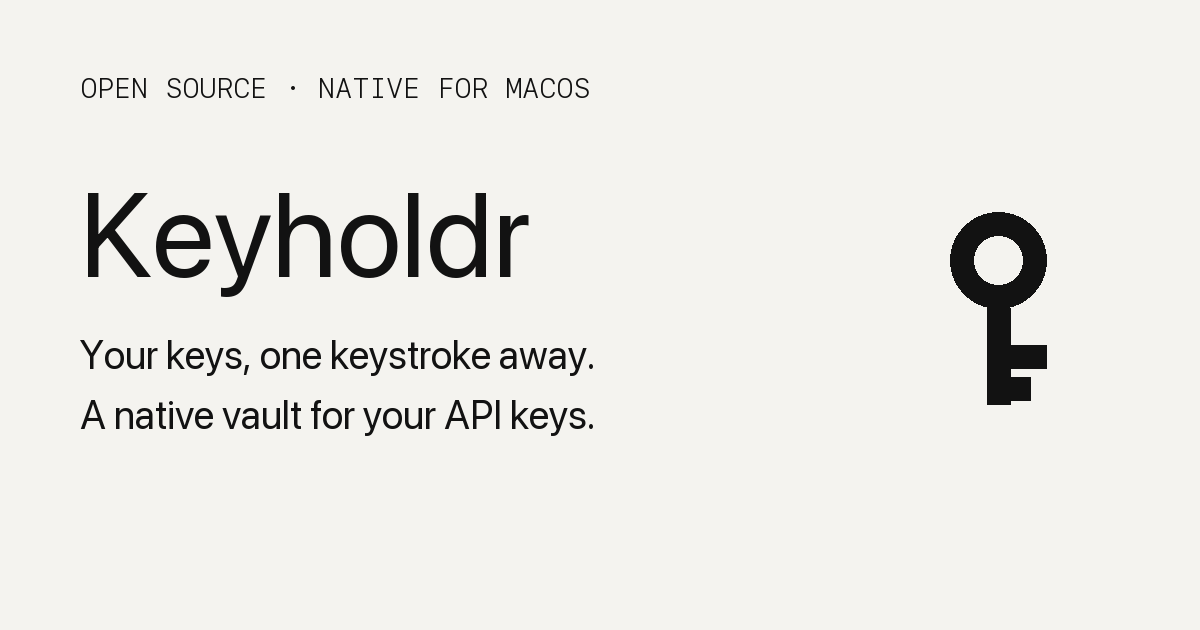 OPEN SOURCE · NATIVE FOR MACOS
Keyholdr
Your keys, one keystroke away.
A native vault for your API keys.